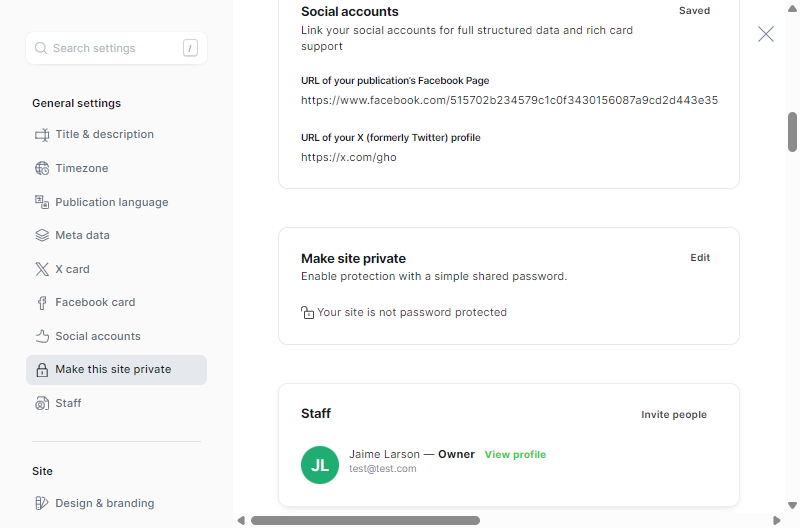 Search settings
/
General settings
Title & description
Timezone
Publication language
Meta data
X card
Facebook card
Social accounts
Make this site private
Staff
Site
Design & branding
Social accounts
Saved
Link your social accounts for full structured data and rich card
support
URL of your publication's Facebook Page
https://www.facebook.com/515702b234579c1c0f3430156087a9cd2d443e35
URL of your X (formerly Twitter) profile
https://x.com/gho
Make site private
Edit
Enable protection with a simple shared password.
Your site is not password protected
Staff
Invite people
JL
Jaime Larson — Owner View profile
test@test.com